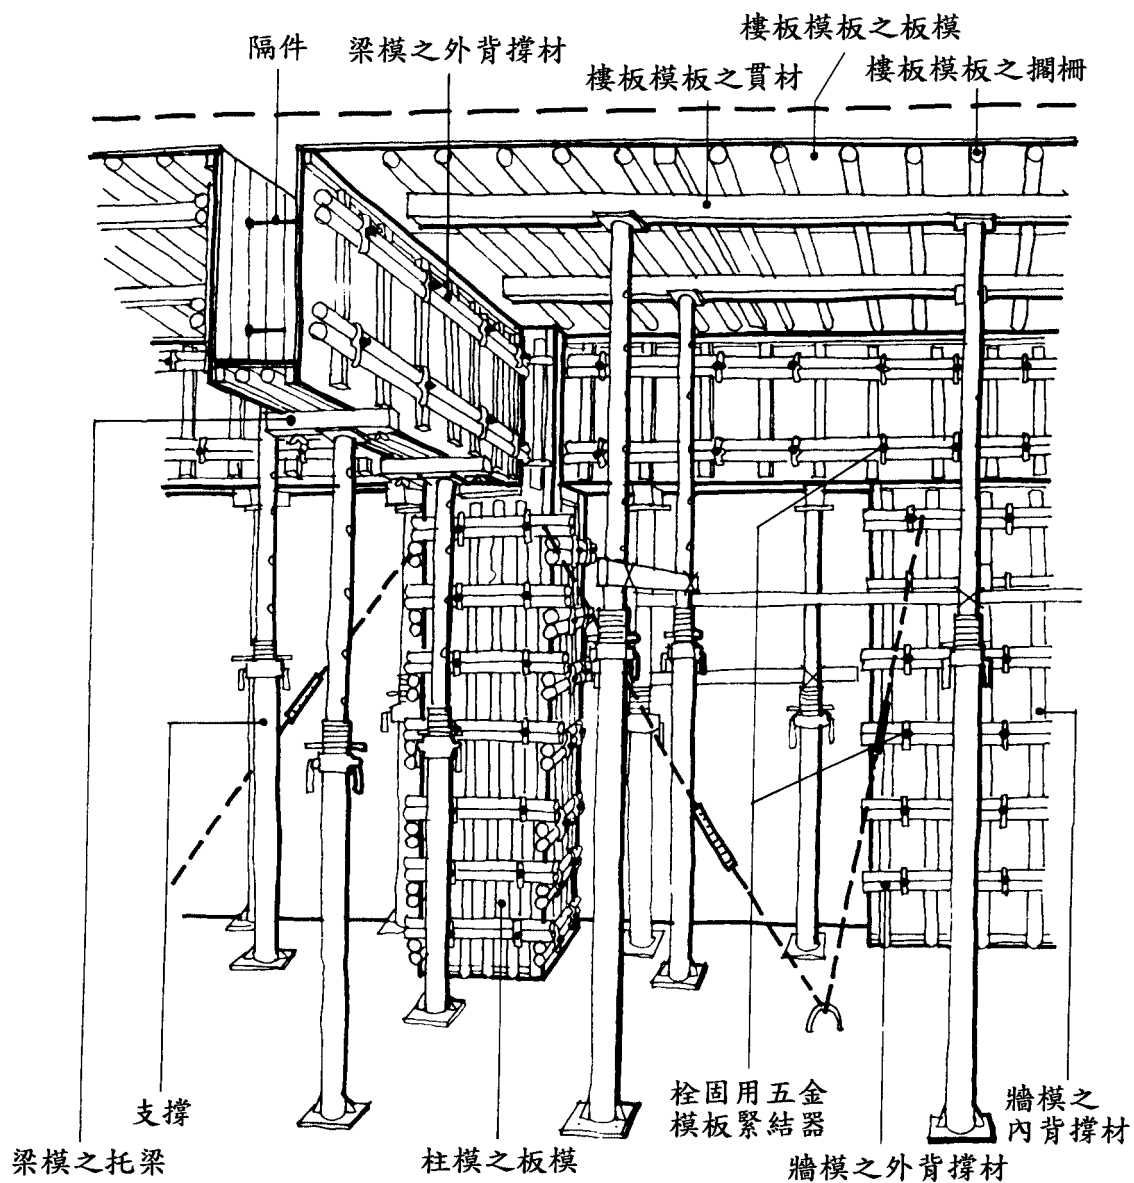 樓板模板之板模
隔件
梁模之外背撐材
樓板模板之貫材
樓板模板之擱柵
支撐
栓固用五金
模板緊結器
牆模之
內背撐材
梁模之托梁
柱模之板模
牆模之外背撐材